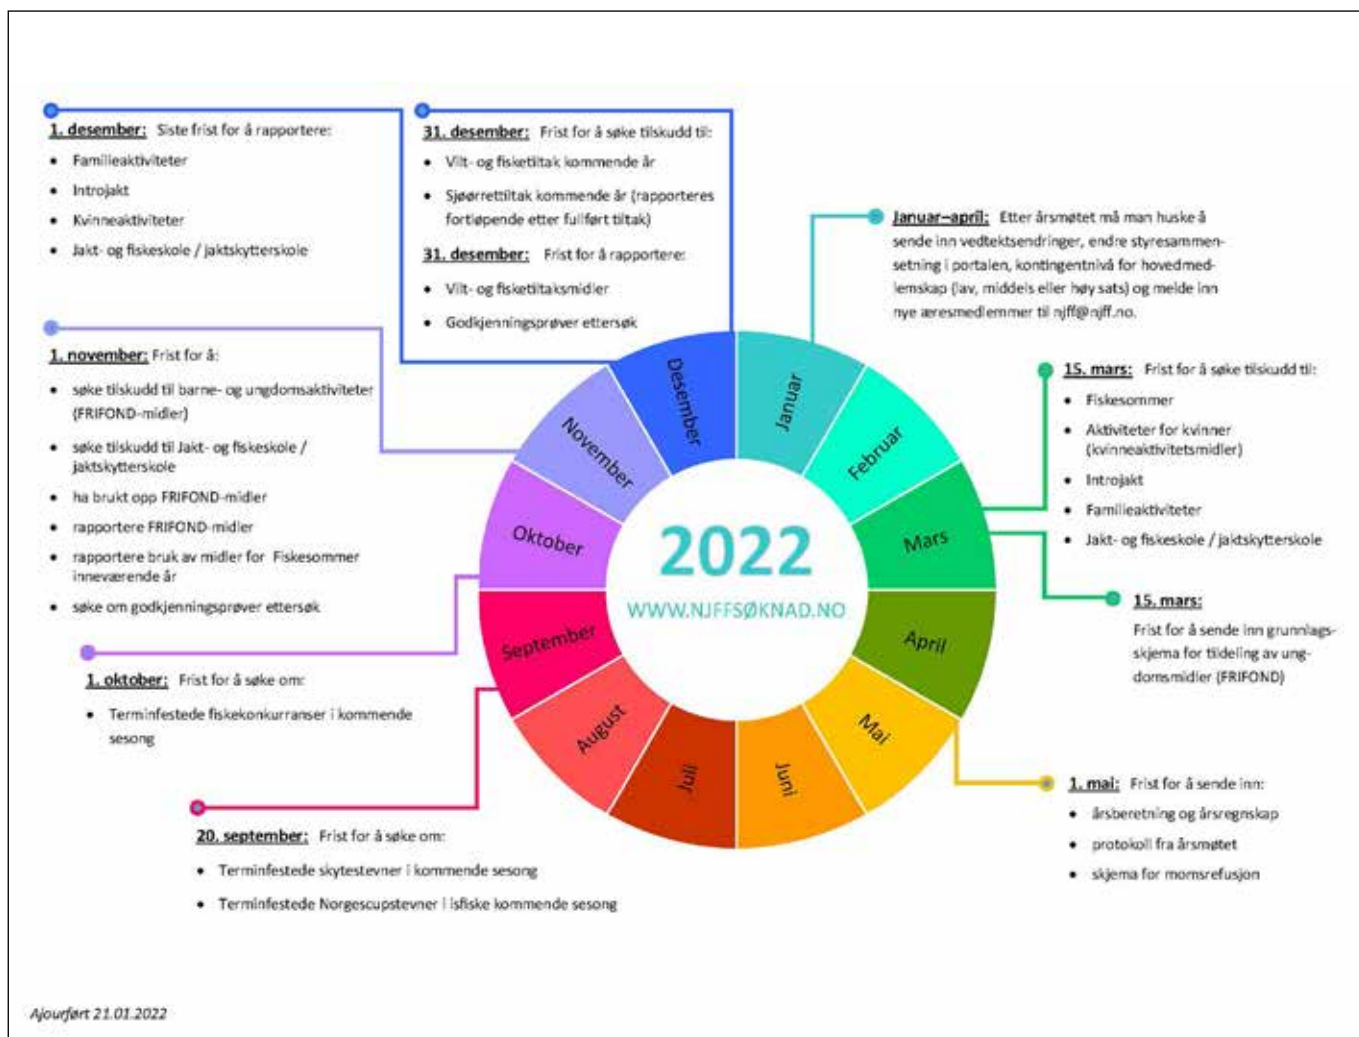 1. desember: Siste frist for å rapportere:
• Familieaktiviteter
• Introjakt
• Kvinneaktiviteter
• Jakt- og fiskeskole / jaktskytterskole
31. desember: Frist for å søke tilskudd til:
• Vilt- og fisketiltak kommende år
• Sjøørrettiltak kommende år (rapporteres
fortløpende etter fullført tiltak)
31. desember: Frist for å rapportere:
• Vilt- og fisketiltaksmidler
• Godkjenningsprøver ettersøk
Januar–april: Etter årsmøtet må man huske å
sende inn vedtektsendringer, endre styresammen-
setning i portalen, kontingentnivå for hovedmed-
lemskap (lav, middels eller høy sats) og melde inn
nye æresmedlemmer til njff@njff.no.
1. november: Frist for å:
• søke tilskudd til barne- og ungdomsaktiviteter
(FRIFOND-midler)
• søke tilskudd til Jakt- og fiskeskole /
jaktskytterskole
• ha brukt opp FRIFOND-midler
• rapportere FRIFOND-midler
• rapportere bruk av midler for Fiskesommer
inneværende år
• søke om godkjenningsprøver ettersøk
15. mars: Frist for å søke tilskudd til:
• Fiskesommer
• Aktiviteter for kvinner
(kvinneaktivitetsmidler)
• Introjakt
• Familieaktiviteter
• Jakt- og fiskeskole / jaktskytterskole
15. mars:
Frist for å sende inn grunnlags-
skjema for tildeling av ung-
domsmidler (FRIFOND)
Januar
Februar
Mars
April
Mai
Juni
Juli
August
September
Oktober
November
Desember
2022
WWW.NJFFSØKNAD.NO
1. oktober: Frist for å søke om:
• Terminfestede fiskekonkurranser i kommende
sesong
20. september: Frist for å søke om:
• Terminfestede skytestevner i kommende sesong
• Terminfestede Norgescupstevner i isfiske kommende sesong
1. mai: Frist for å sende inn:
• årsberetning og årsregnskap
• protokoll fra årsmøtet
• skjema for momsrefusjon
Ajourført 21.01.2022